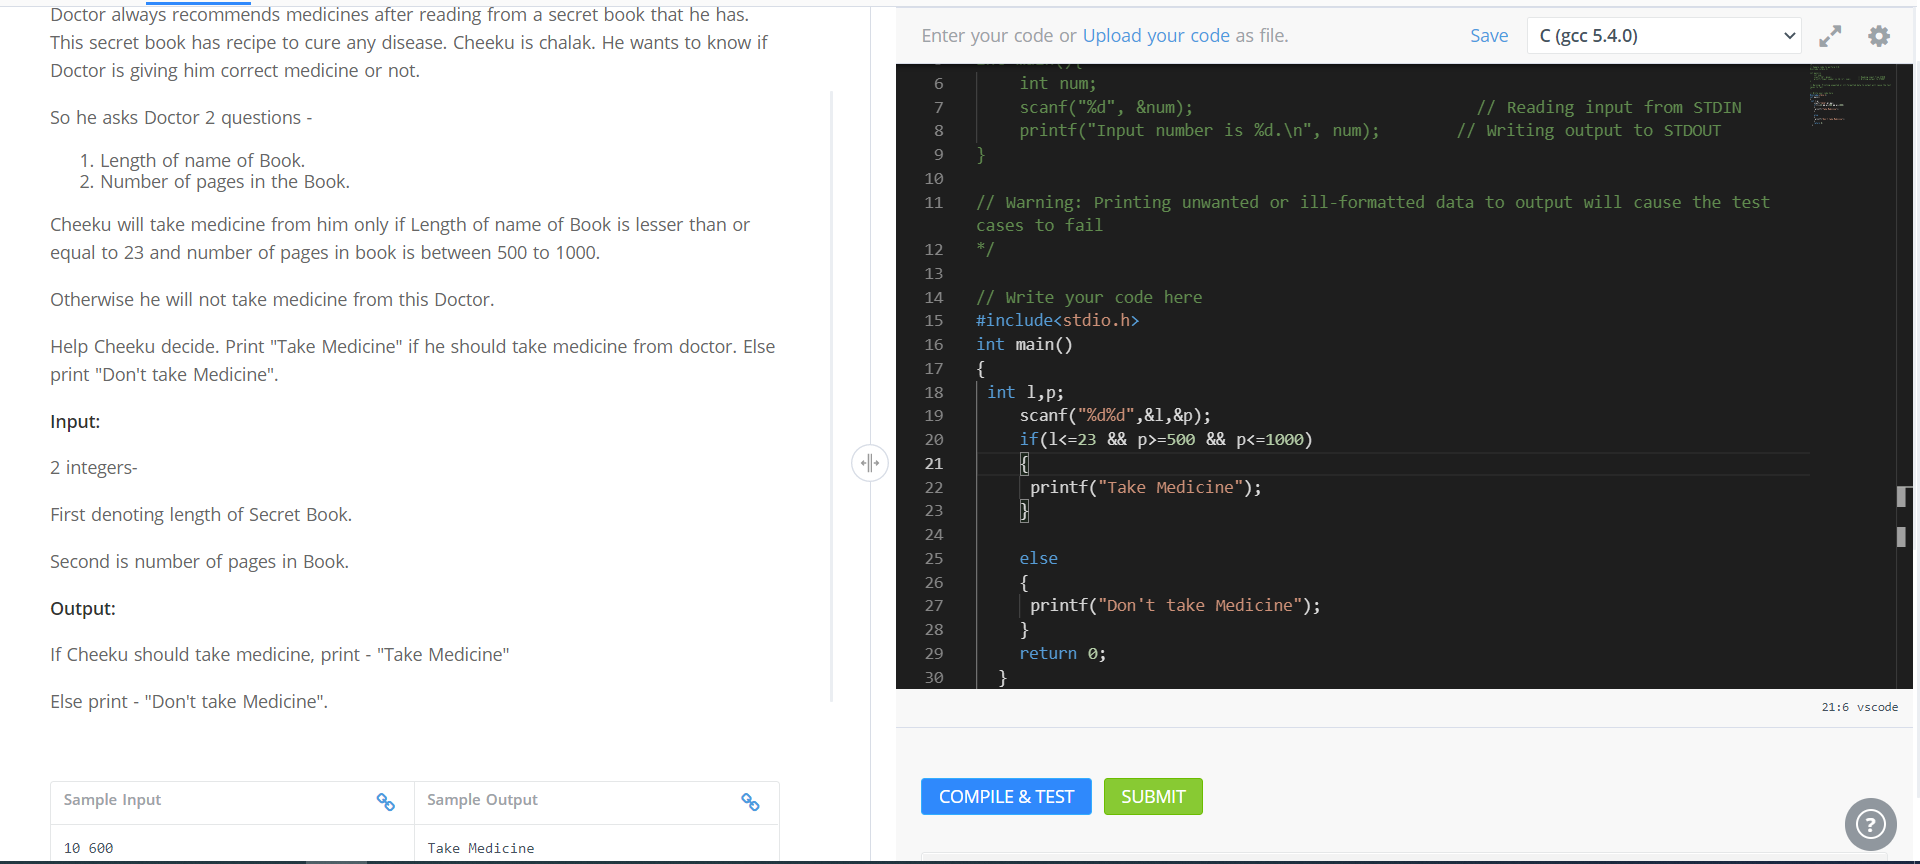 Doctor always recommends medicines after reading from a secret book that he has.
This secret book has recipe to cure any disease. Cheeku is chalak. He wants to know if
Doctor is giving him correct medicine or not.
So he asks Doctor 2 questions -
1. Length of name of Book.
2. Number of pages in the Book.
Cheeku will take medicine from him only if Length of name of Book is lesser than or
equal to 23 and number of pages in book is between 500 to 1000.
Otherwise he will not take medicine from this Doctor.
Help Cheeku decide. Print "Take Medicine" if he should take medicine from doctor. Else
print "Don't take Medicine".
Input:
2 integers-
First denoting length of Secret Book.
Second is number of pages in Book.
Output:
If Cheeku should take medicine, print - "Take Medicine"
Else print - "Don't take Medicine".
Sample Input
Sample Output
10 600
Take Medicine
Enter your code or Upload your code as file.
Save
C (gcc 5.4.0)
6 int num;
7 scanf("%d", &num); // Reading input from STDIN
8 printf("Input number is %d.\n", num); // Writing output to STDOUT
9 }
10
11 // Warning: Printing unwanted or ill-formatted data to output will cause the test
cases to fail
12 */
13
14 // Write your code here
15 #include<stdio.h>
16 int main()
17 {
18 int l,p;
19 scanf("%d%d",&l,&p);
20 if(l<=23 && p>=500 && p<=1000)
21 {
22 printf("Take Medicine");
23 }
24
25 else
26 {
27 printf("Don't take Medicine");
28 }
29 return 0;
30 }
21:6 vscode
COMPILE & TEST
SUBMIT
?